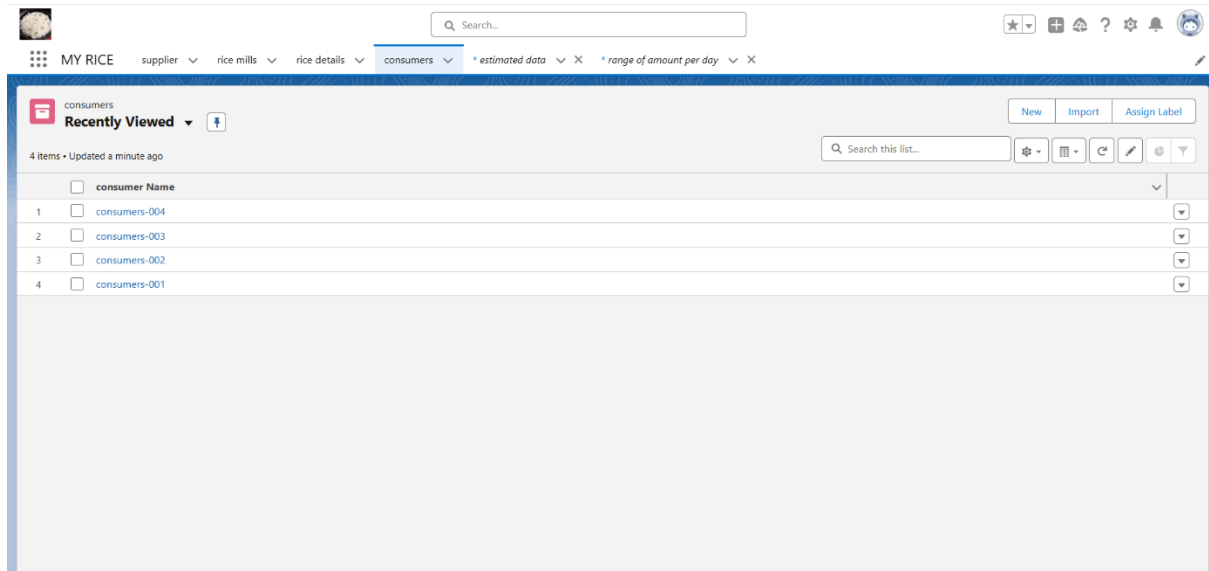 Search...
MY RICE supplier rice mills rice details consumers * estimated data * range of amount per day
consumers
Recently Viewed
New Import Assign Label
4 items • Updated a minute ago
Search this list...
consumer Name
1 consumers-004
2 consumers-003
3 consumers-002
4 consumers-001